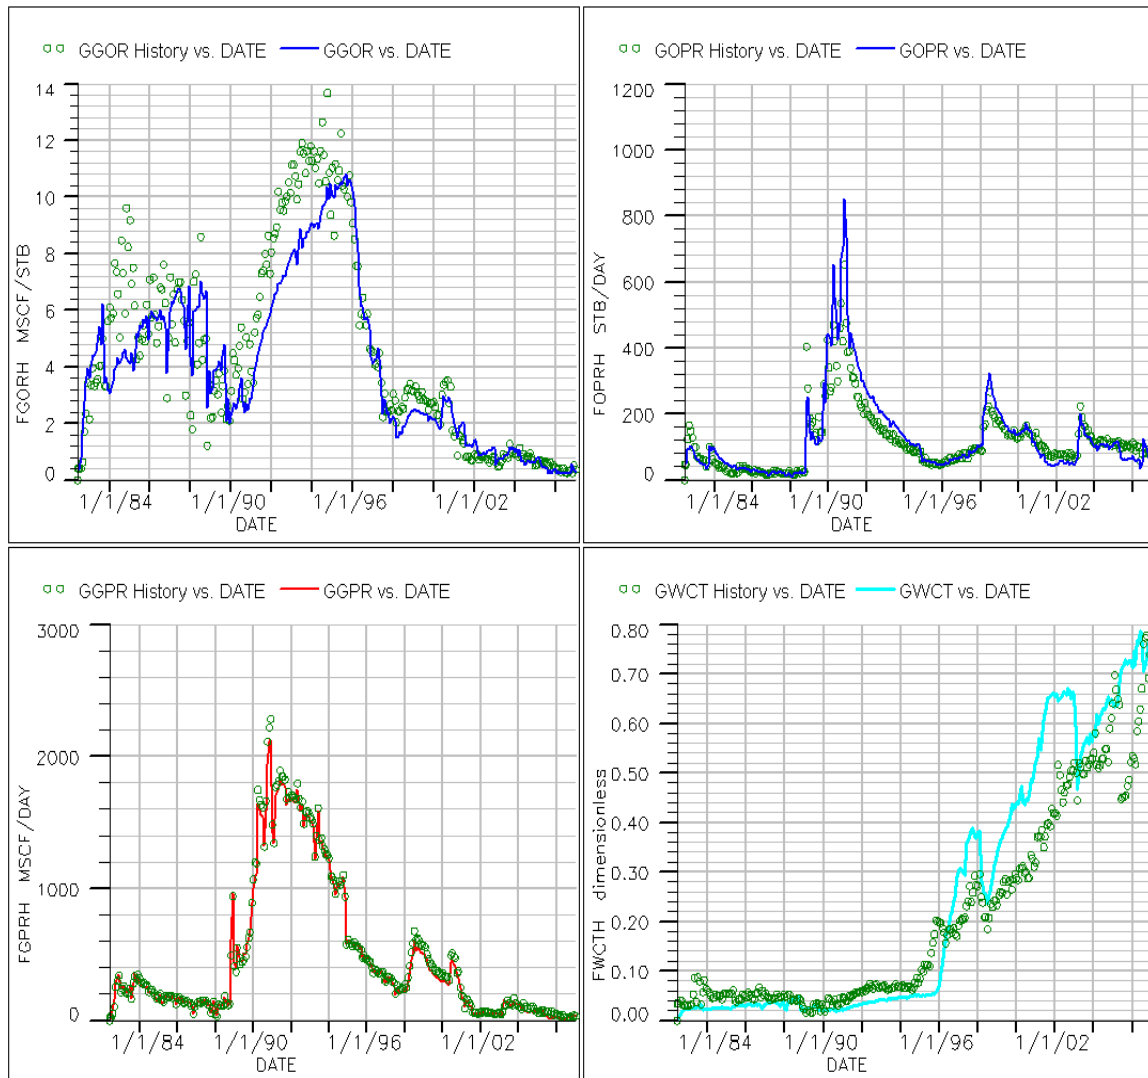 GGOR History vs. DATE GGOR vs. DATE
14
12
10
8
6
4
2
0
FGORH MSCF/STB
1/1/84 1/1/90 1/1/96 1/1/02
DATE
GOPR History vs. DATE GOPR vs. DATE
1200
1000
800
600
400
200
0
FOPRH STB/DAY
1/1/84 1/1/90 1/1/96 1/1/02
DATE
GGPR History vs. DATE GGPR vs. DATE
3000
2000
1000
0
FGPRH MSCF/DAY
1/1/84 1/1/90 1/1/96 1/1/02
DATE
GWCT History vs. DATE GWCT vs. DATE
0.80
0.70
0.60
0.50
0.40
0.30
0.20
0.10
0.00
FWCTH dimensionless
1/1/84 1/1/90 1/1/96 1/1/02
DATE